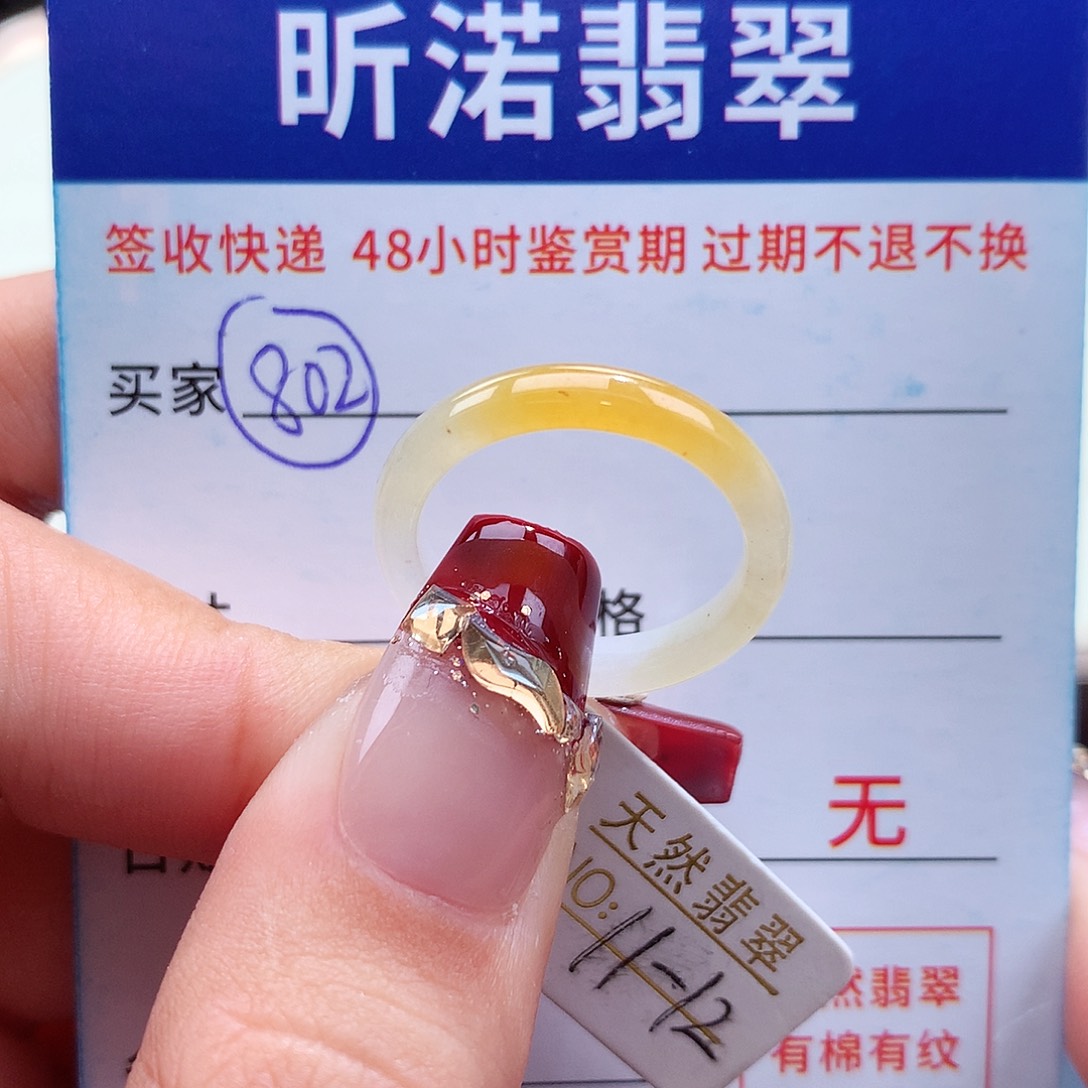 昕渃翡翠
签收快递 48小时鉴赏期 过期不退不换
买家 802
格
无
天然翡翠
NO: 11-12
然翡翠
有棉有纹